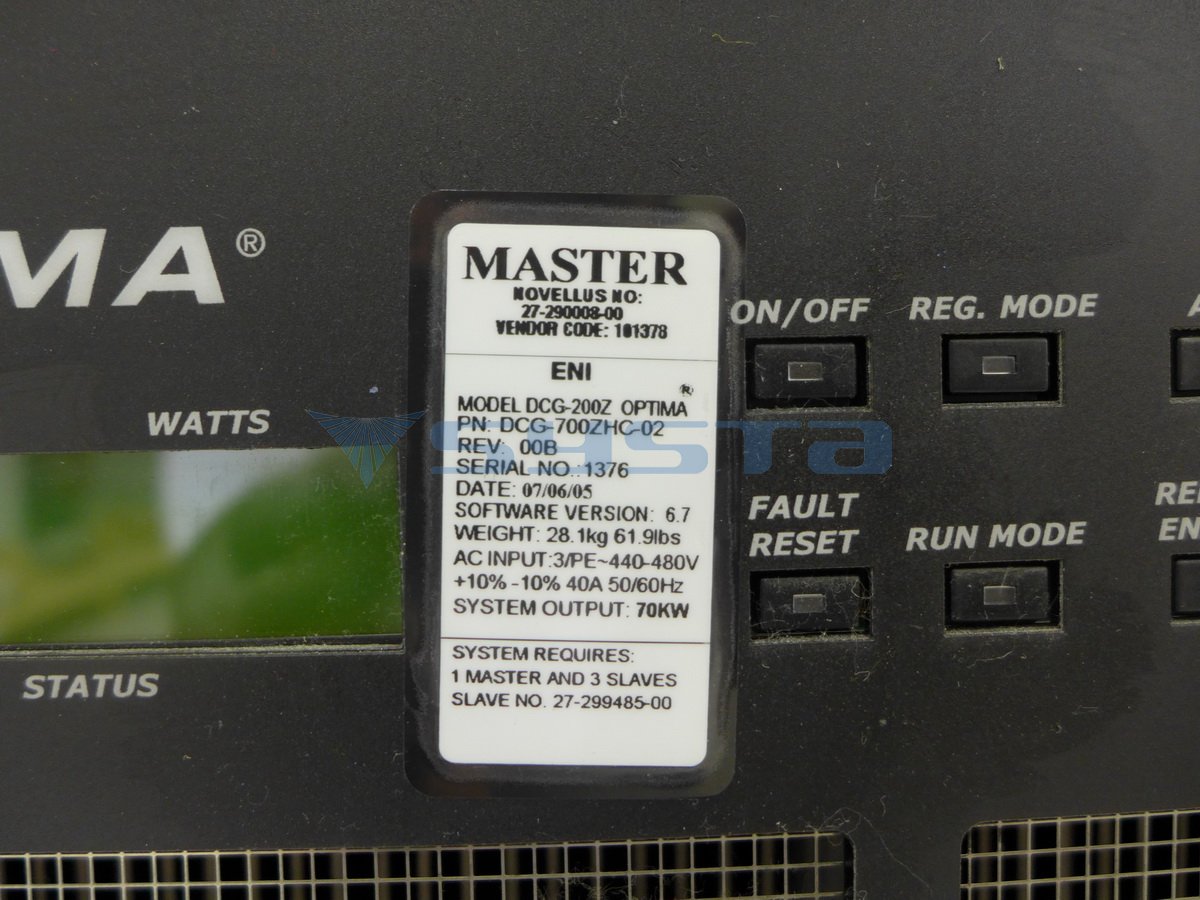 MA®
MASTER
NOVELLUS NO:
27-290008-00
VENDOR CODE: 101378
ENI
MODEL DCG-200Z OPTIMA®
PN: DCG-700ZHC-02
REV: 00B
SERIAL NO.:1376
DATE: 07/06/05
SOFTWARE VERSION: 6.7
WEIGHT: 28.1kg 61.9lbs
AC INPUT:3/PE~440-480V
+10% -10% 40A 50/60Hz
SYSTEM OUTPUT: 70KW
SYSTEM REQUIRES:
1 MASTER AND 3 SLAVES
SLAVE NO. 27-299485-00
WATTS
STATUS
ON/OFF
REG. MODE
FAULT
RESET
RUN MODE
systa